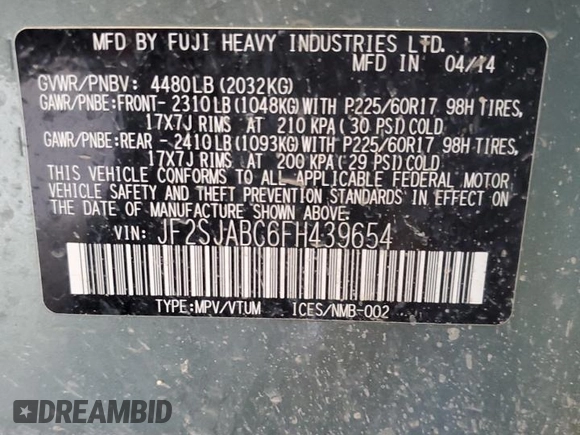 MFD BY FUJI HEAVY INDUSTRIES LTD.
MFD IN 04/14
GVWR/PNBV: 4480LB (2032KG)
GAWR/PNBE:FRONT- 2310LB (1048KG) WITH P225/60R17 98H TIRES,
17X7J RIMS AT 210 KPA (30 PSI) COLD
GAWR/PNBE:REAR - 2410LB (1093KG) WITH P225/60R17 98H TIRES,
17X7J RIMS AT 200 KPA (29 PSI) COLD
THIS VEHICLE CONFORMS TO ALL APPLICABLE FEDERAL MOTOR
VEHICLE SAFETY AND THEFT PREVENTION STANDARDS IN EFFECT ON
THE DATE OF MANUFACTURE SHOWN ABOVE.
VIN: JF2SJABC6FH439654
TYPE:MPV/VTUM ICES/NMB-002
DREAMBID